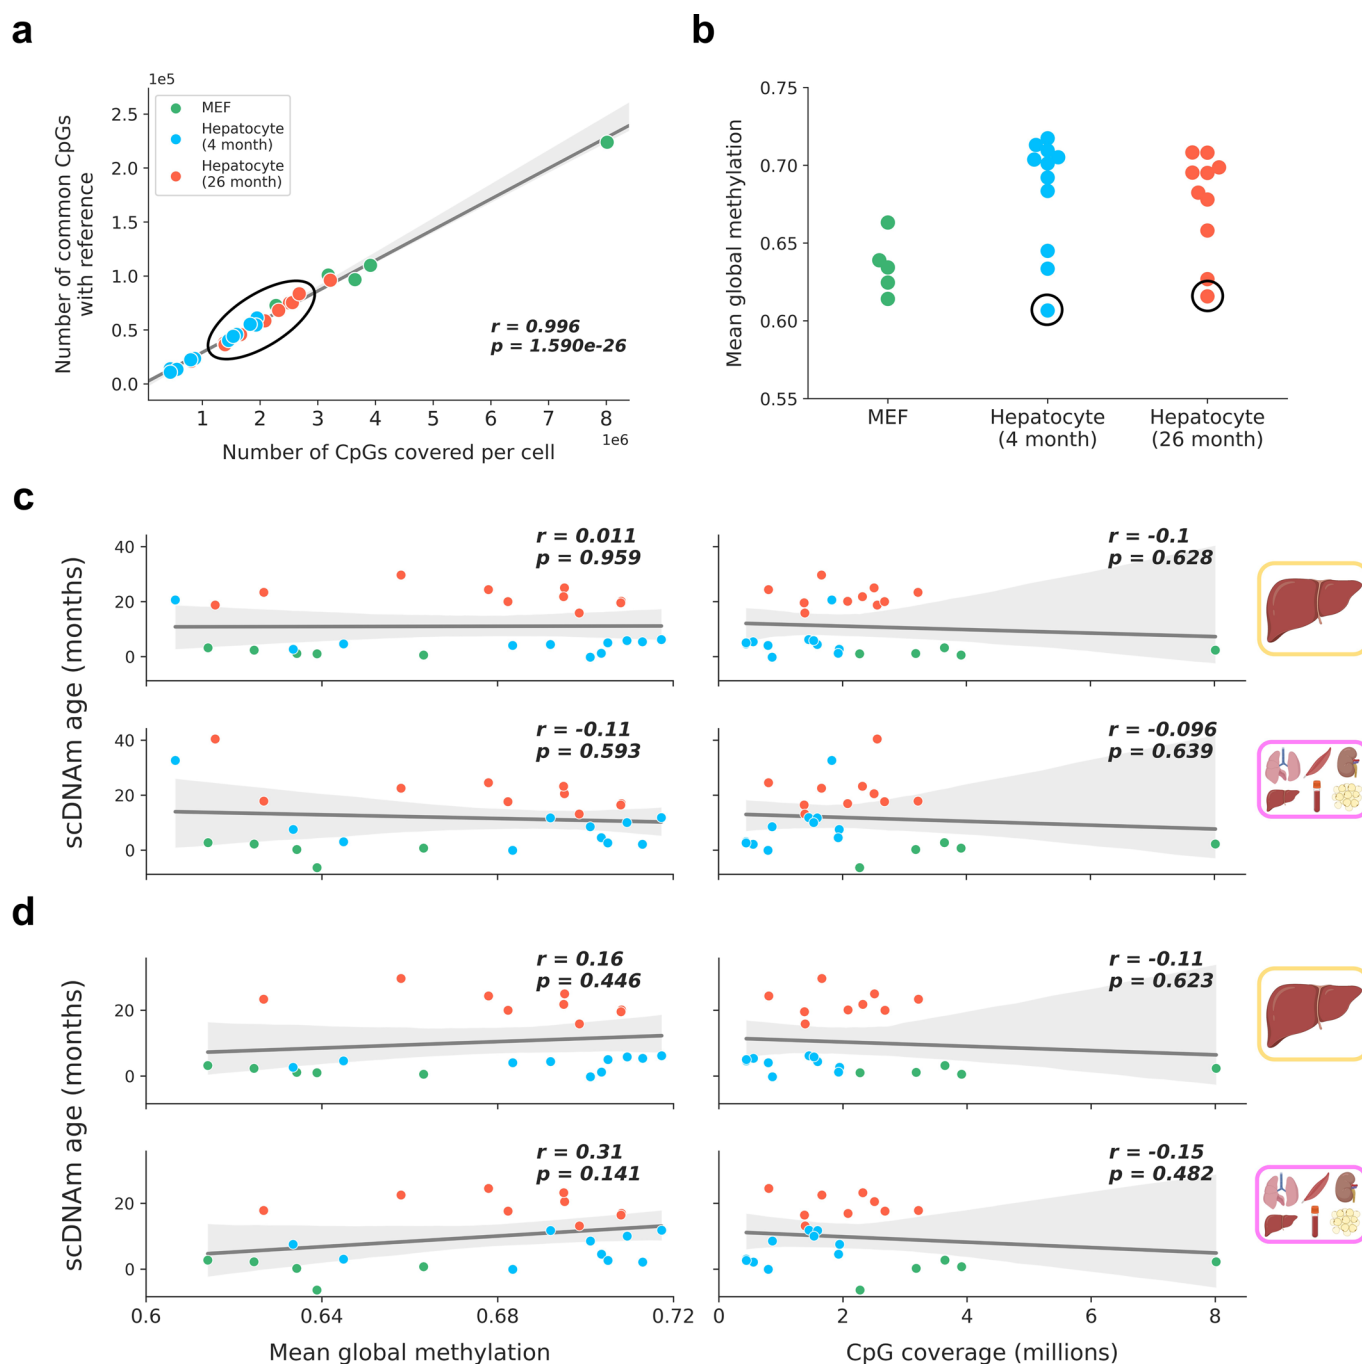 a
1e5
2.5
2.0
1.5
1.0
0.5
0.0
Number of common CpGs
with reference
MEF
Hepatocyte
(4 month)
Hepatocyte
(26 month)
r = 0.996
p = 1.590e-26
1 2 3 4 5 6 7 8
1e6
Number of CpGs covered per cell
b
0.75
0.70
0.65
0.60
0.55
Mean global methylation
MEF
Hepatocyte
(4 month)
Hepatocyte
(26 month)
c
scDNAm age (months)
40
20
0
r = 0.011
p = 0.959
r = -0.1
p = 0.628
40
20
0
r = -0.11
p = 0.593
r = -0.096
p = 0.639
d
scDNAm age (months)
20
0
r = 0.16
p = 0.446
r = -0.11
p = 0.623
20
0
r = 0.31
p = 0.141
r = -0.15
p = 0.482
0.6 0.64 0.68 0.72
Mean global methylation
0 2 4 6 8
CpG coverage (millions)